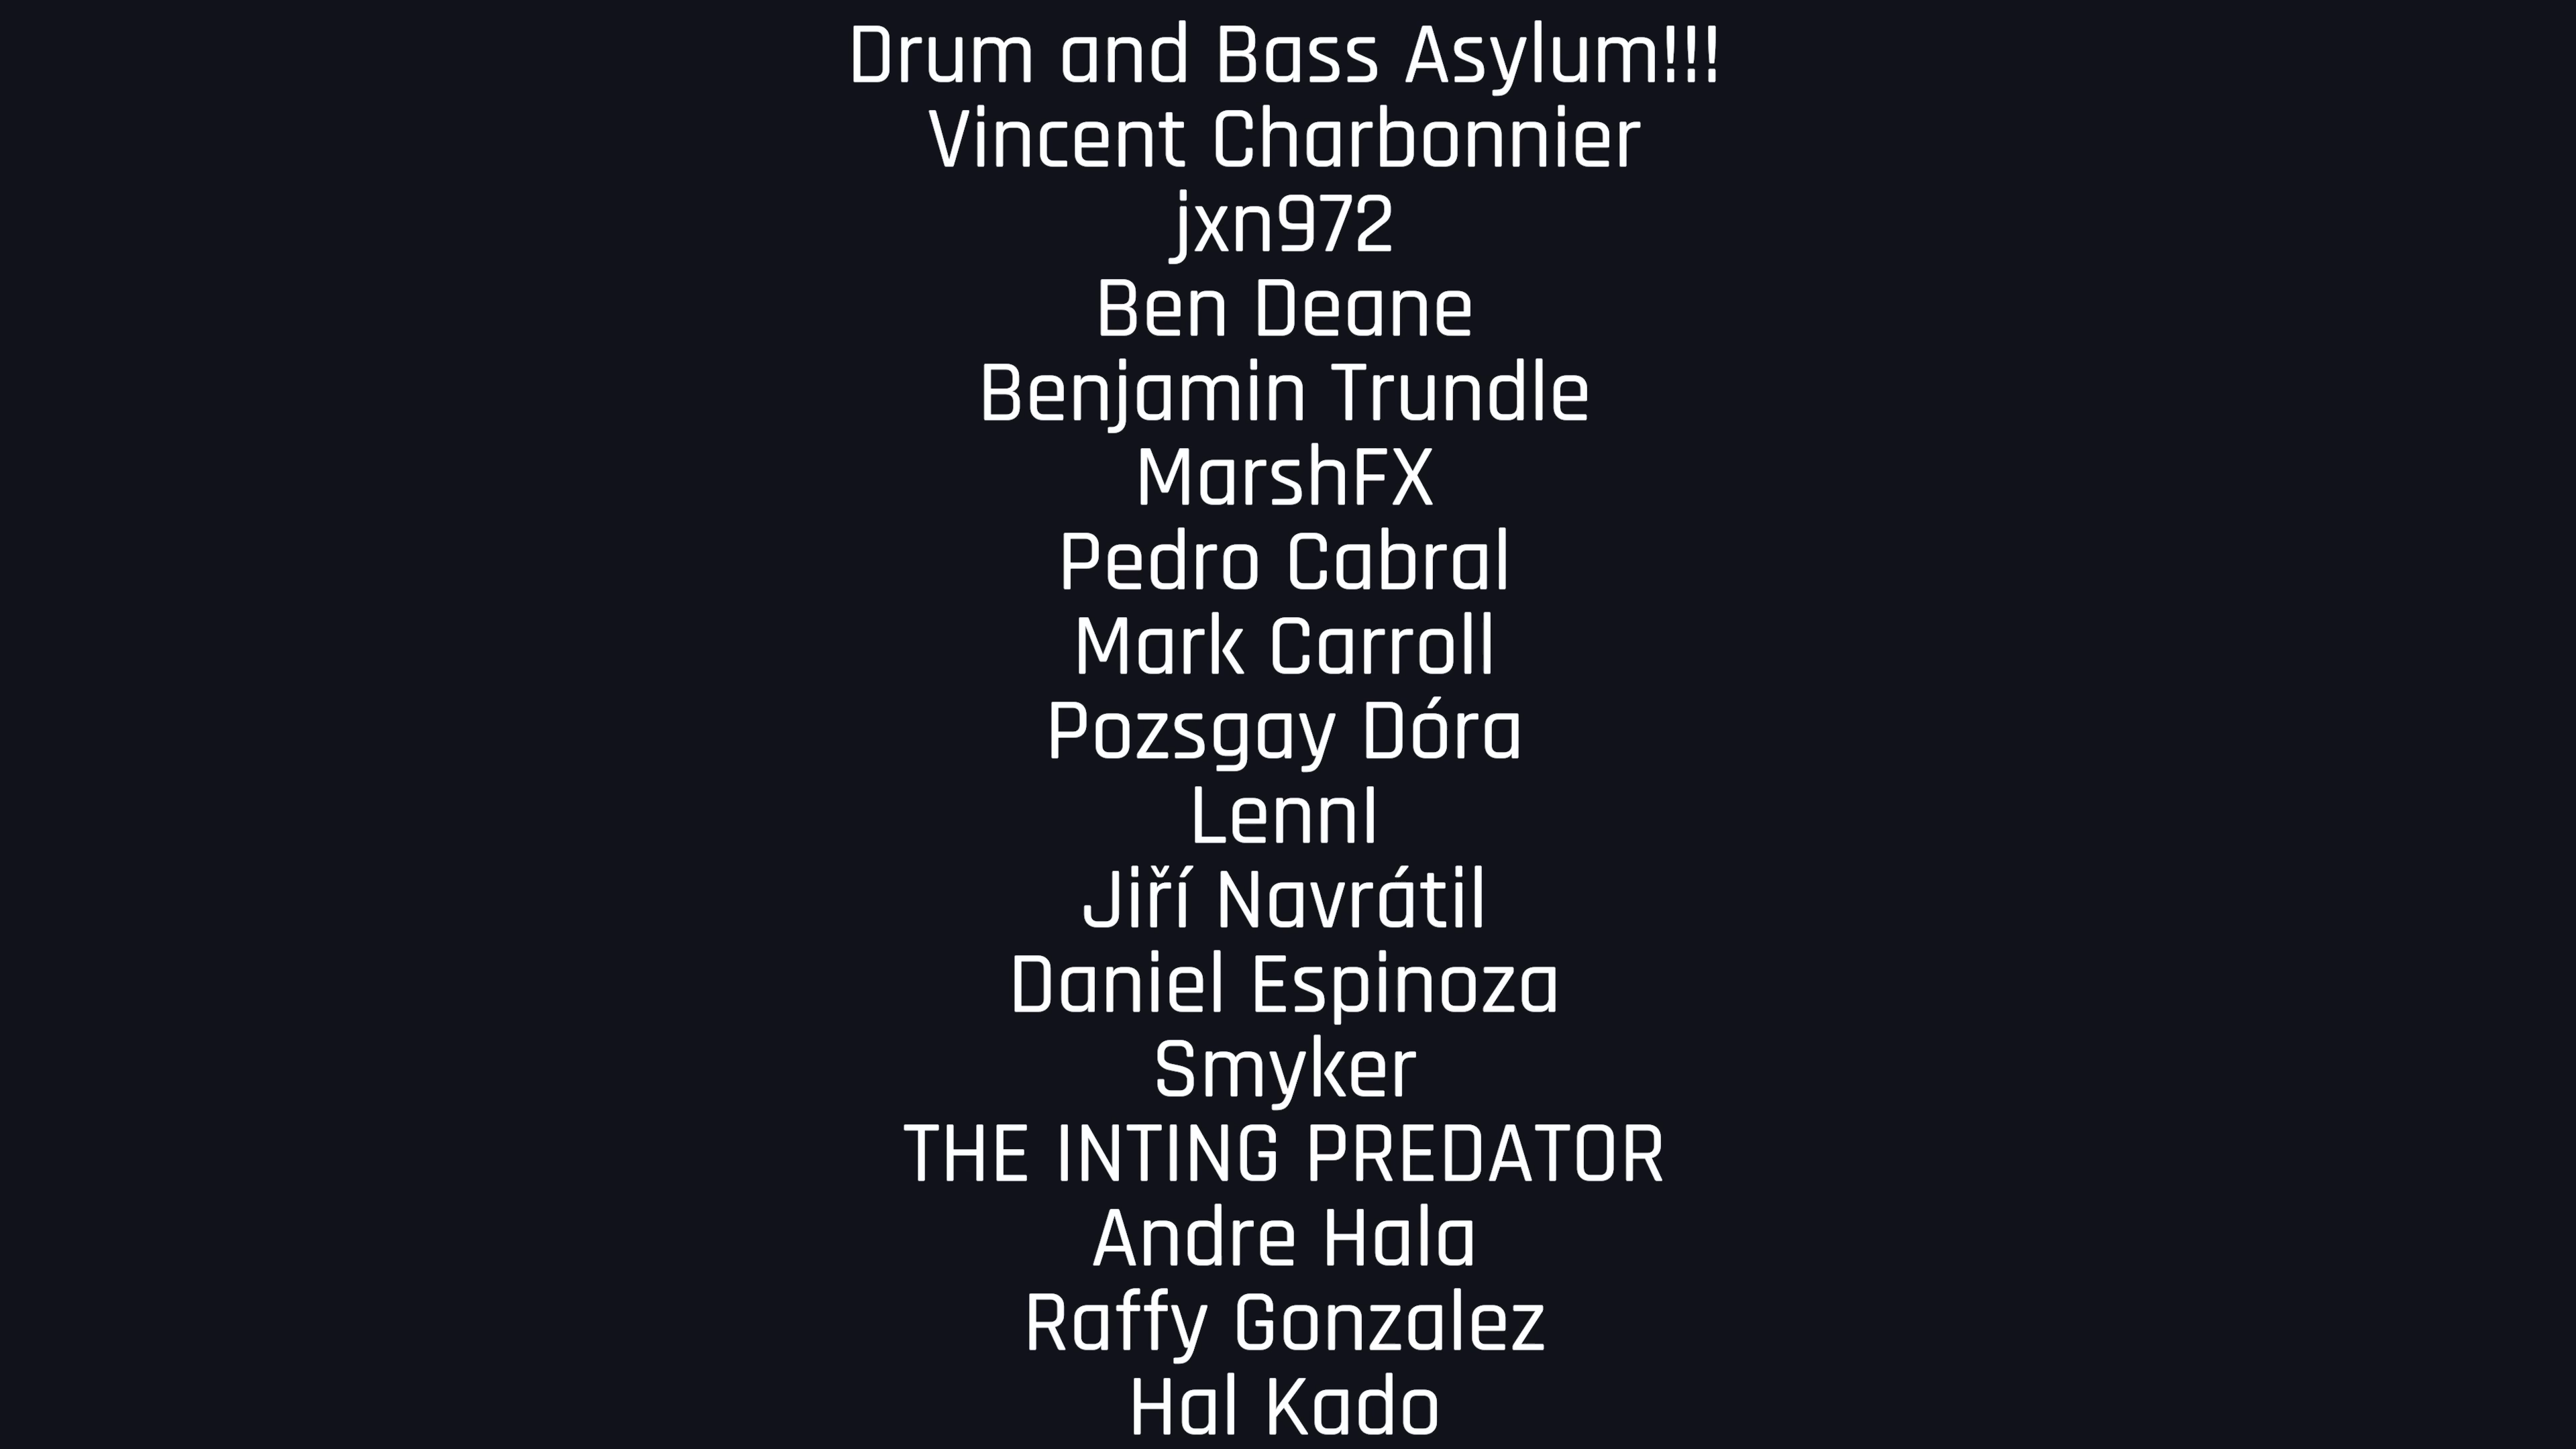 Drum and Bass Asylum!!!
Vincent Charbonnier
jxn972
Ben Deane
Benjamin Trundle
MarshFX
Pedro Cabral
Mark Carroll
Pozsgay Dóra
Lennl
Jiří Navrátil
Daniel Espinoza
Smyker
THE INTING PREDATOR
Andre Hala
Raffy Gonzalez
Hal Kado